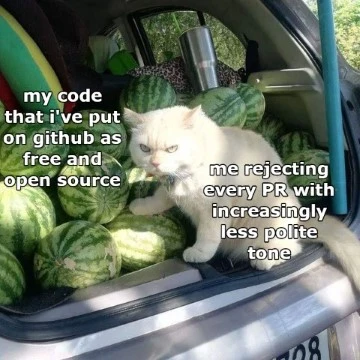 my code
that i've put
on github as
free and
open source
me rejecting
every PR with
increasingly
less polite
tone